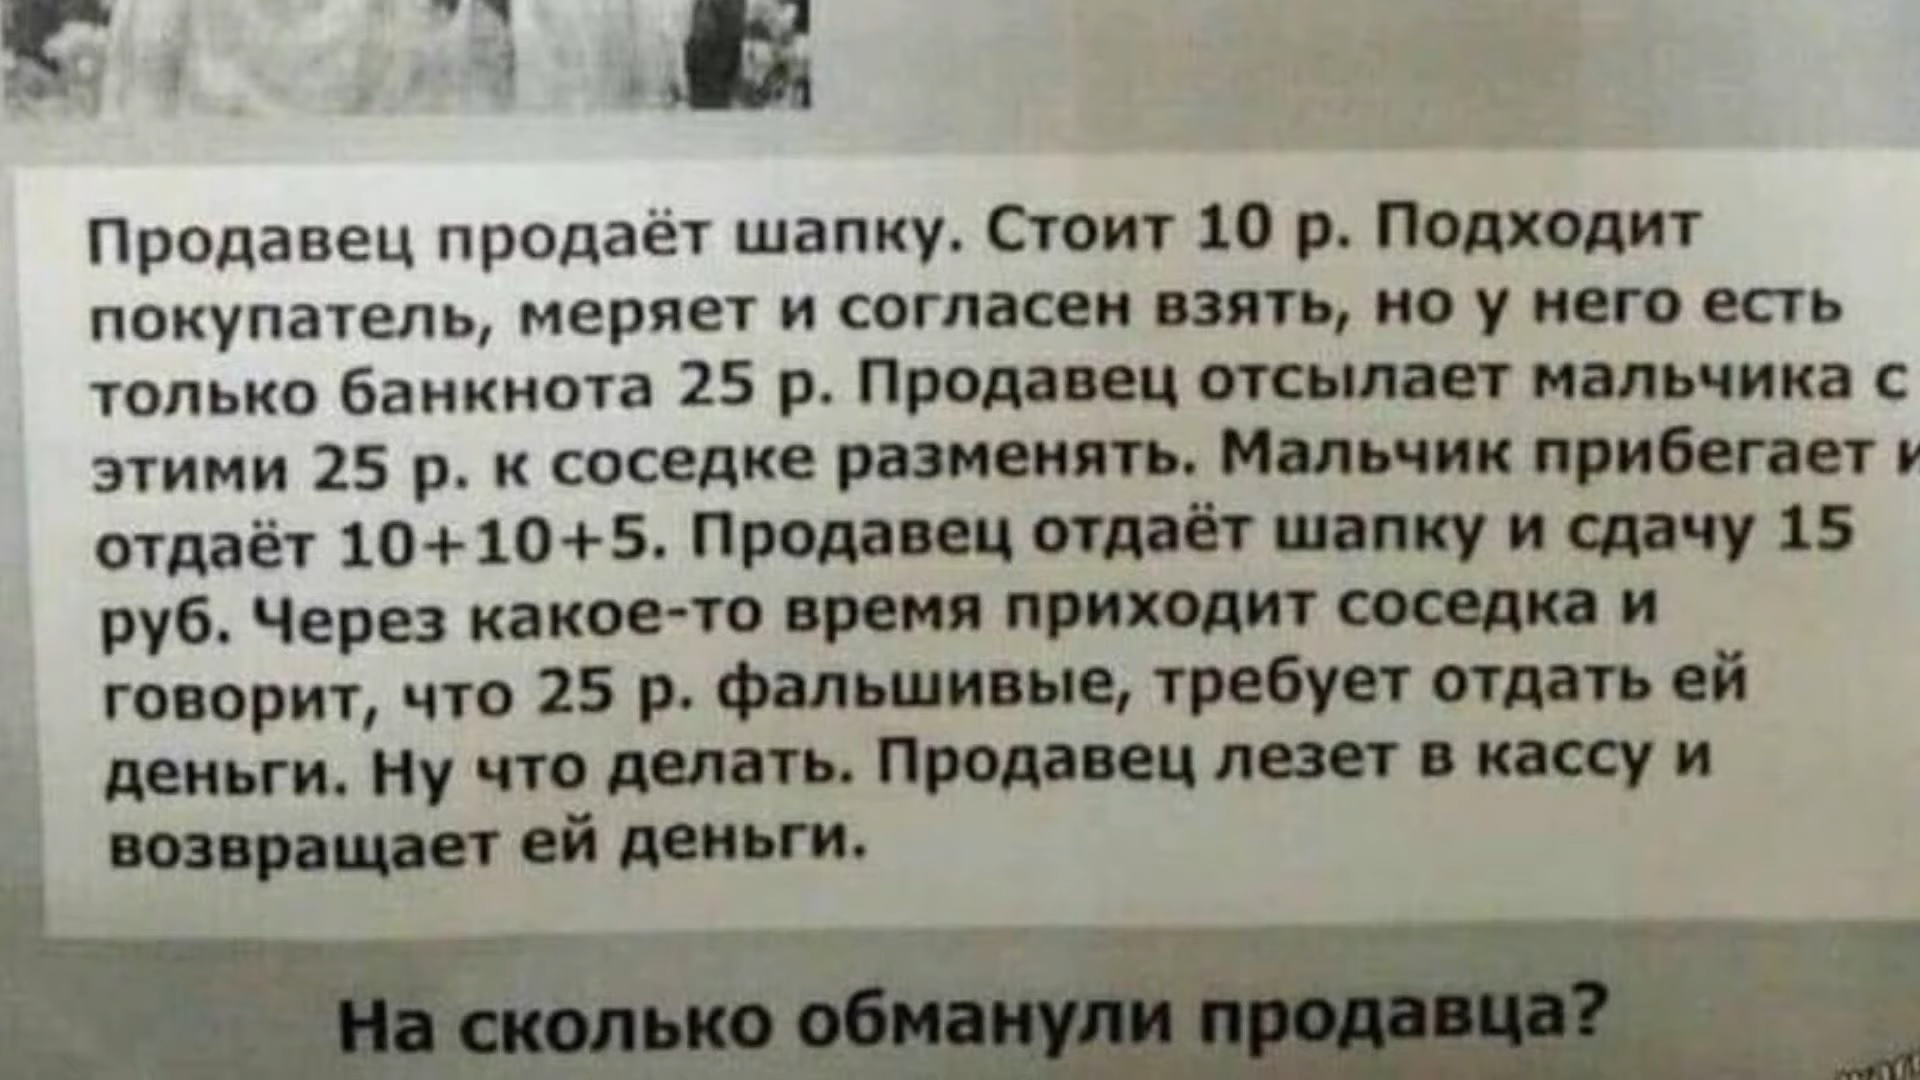 Продавец продаёт шапку. Стоит 10 р. Подходит
покупатель, меряет и согласен взять, но у него есть
только банкнота 25 р. Продавец отсылает мальчика с
этими 25 р. к соседке разменять. Мальчик прибегает и
отдаёт 10+10+5. Продавец отдаёт шапку и сдачу 15
руб. Через какое-то время приходит соседка и
говорит, что 25 р. фальшивые, требует отдать ей
деньги. Ну что делать. Продавец лезет в кассу и
возвращает ей деньги.
На сколько обманули продавца?